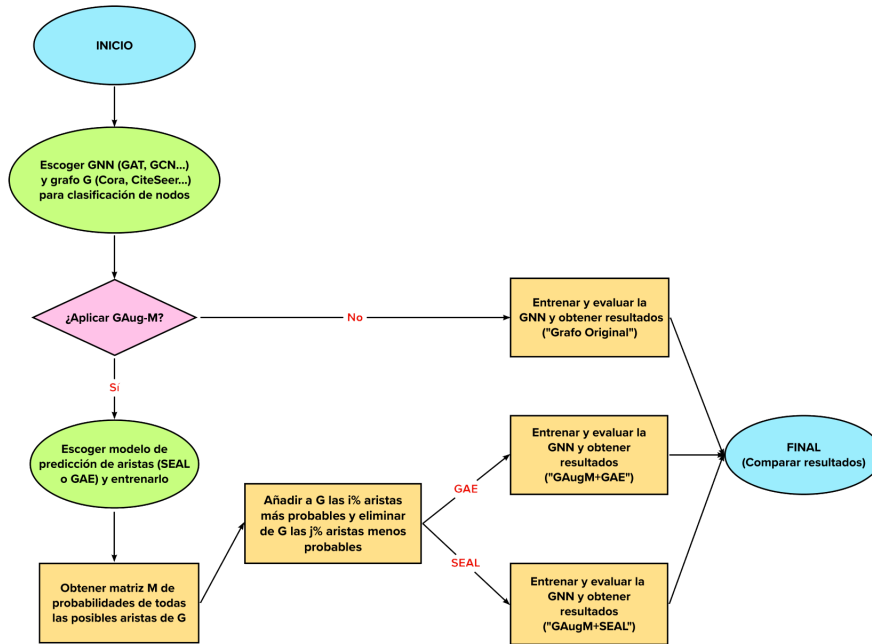 INICIO
Escoger GNN (GAT, GCN...)
y grafo G (Cora, CiteSeer...)
para clasificación de nodos
¿Aplicar GAug-M?
No
Entrenar y evaluar la
GNN y obtener resultados
("Grafo Original")
Sí
Escoger modelo de
predicción de aristas (SEAL
o GAE) y entrenarlo
Obtener matriz M de
probabilidades de todas
las posibles aristas de G
Añadir a G las i% aristas
más probables y eliminar
de G las j% aristas menos
probables
GAE
Entrenar y evaluar la
GNN y obtener
resultados
("GAugM+GAE")
SEAL
Entrenar y evaluar la
GNN y obtener
resultados
("GAugM+SEAL")
FINAL
(Comparar resultados)